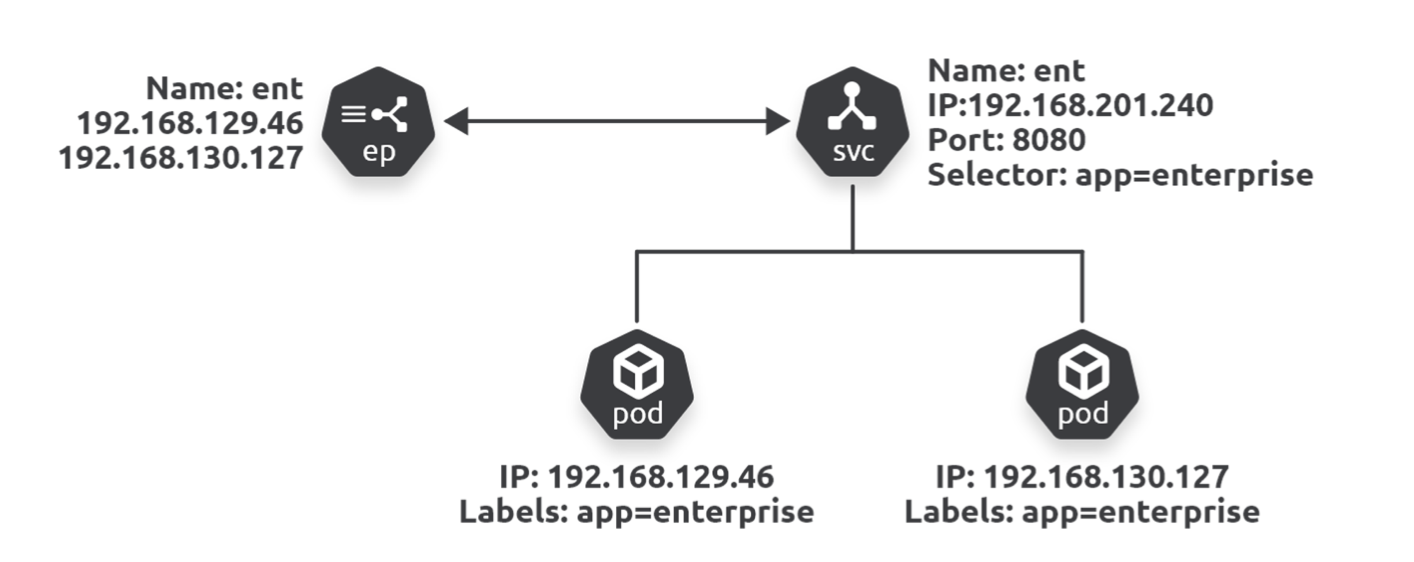 Name: ent
192.168.129.46
192.168.130.127
ep
svc
Name: ent
IP:192.168.201.240
Port: 8080
Selector: app=enterprise
pod
IP: 192.168.129.46
Labels: app=enterprise
pod
IP: 192.168.130.127
Labels: app=enterprise